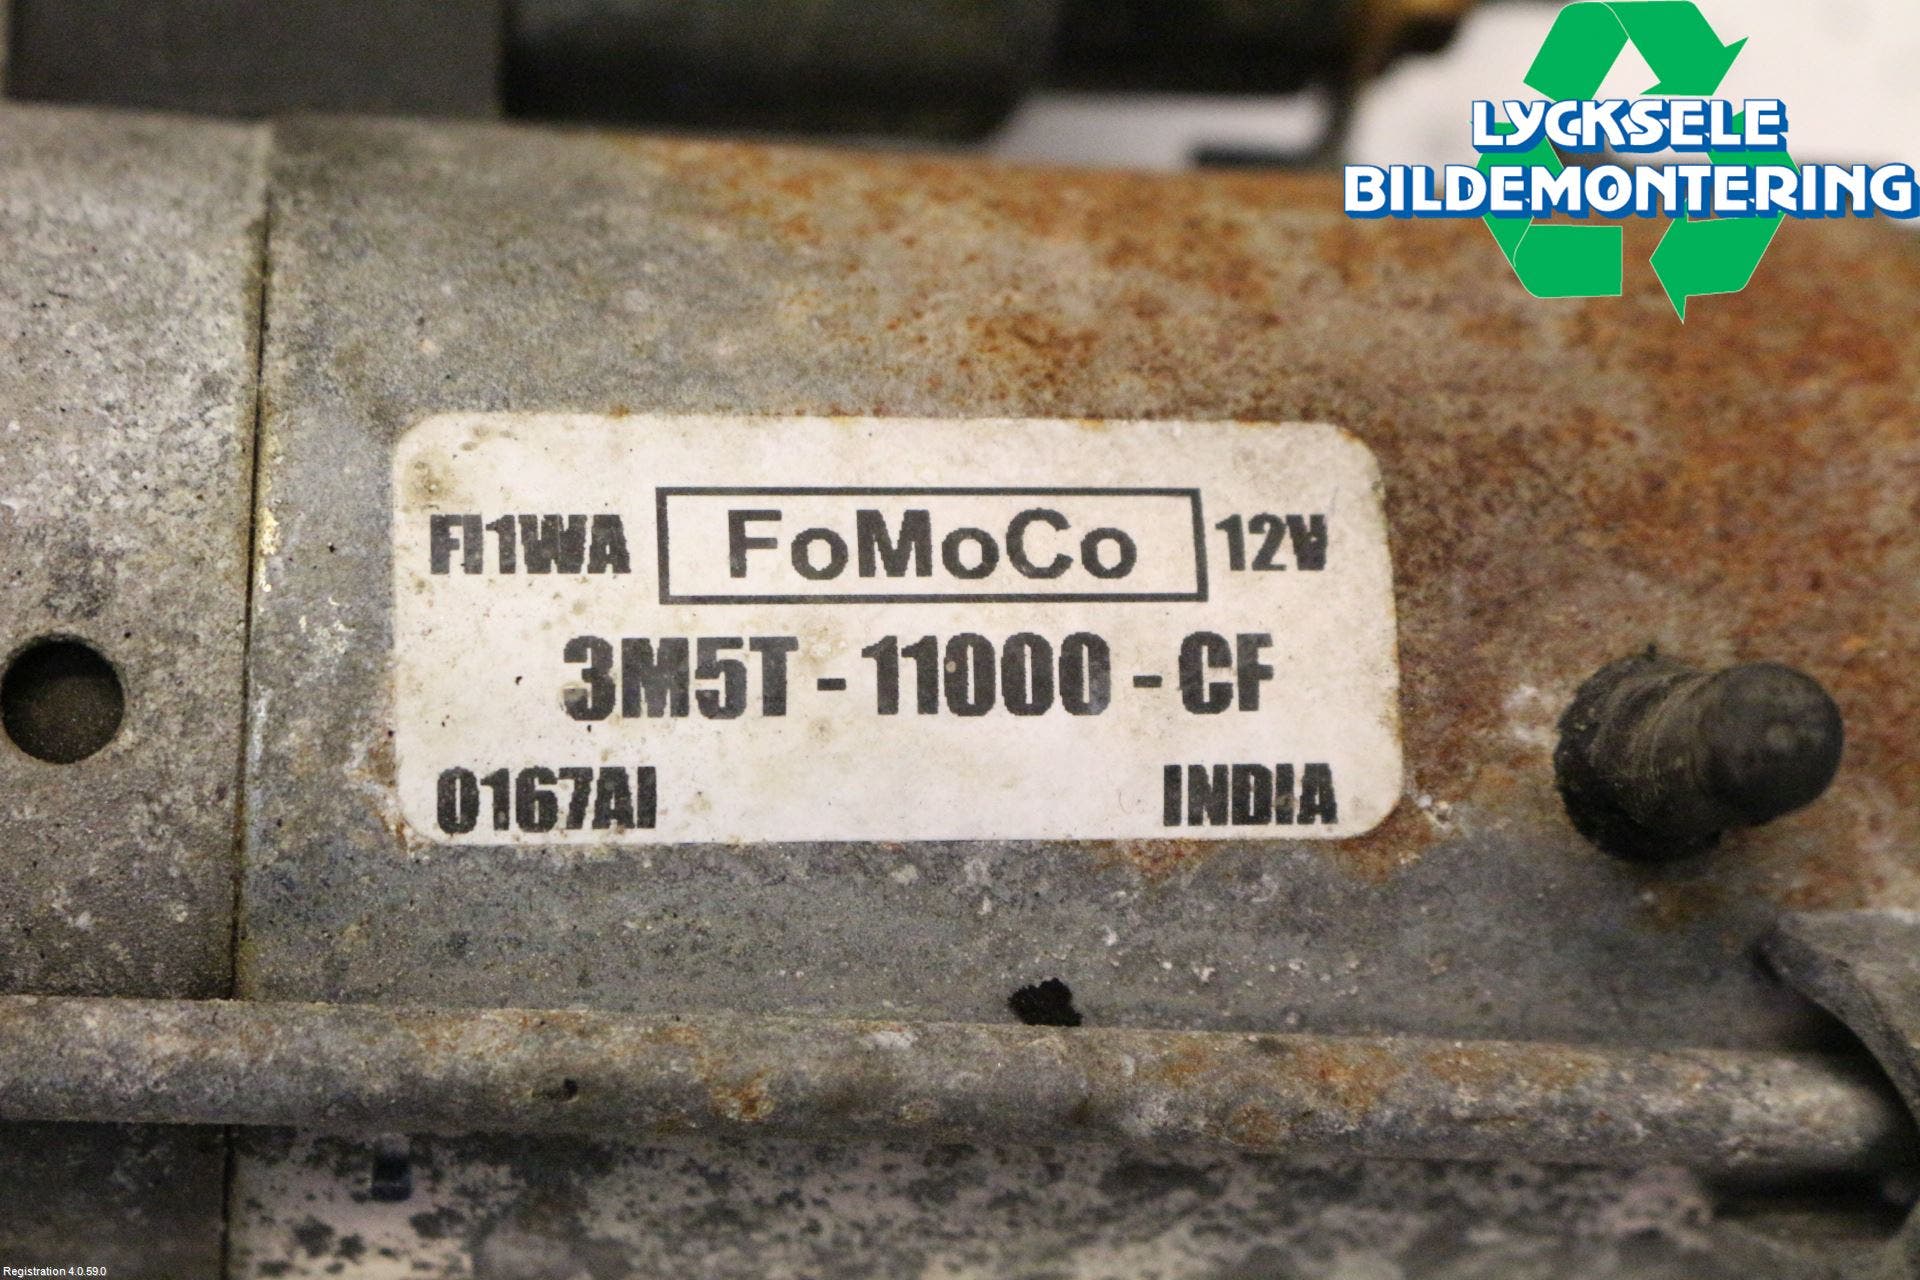 LYCKSELE
BILDEMONTERING
FI1WA FoMoCo 12V
3M5T - 11000 - CF
0167AI INDIA
Registration 4.0.59.0